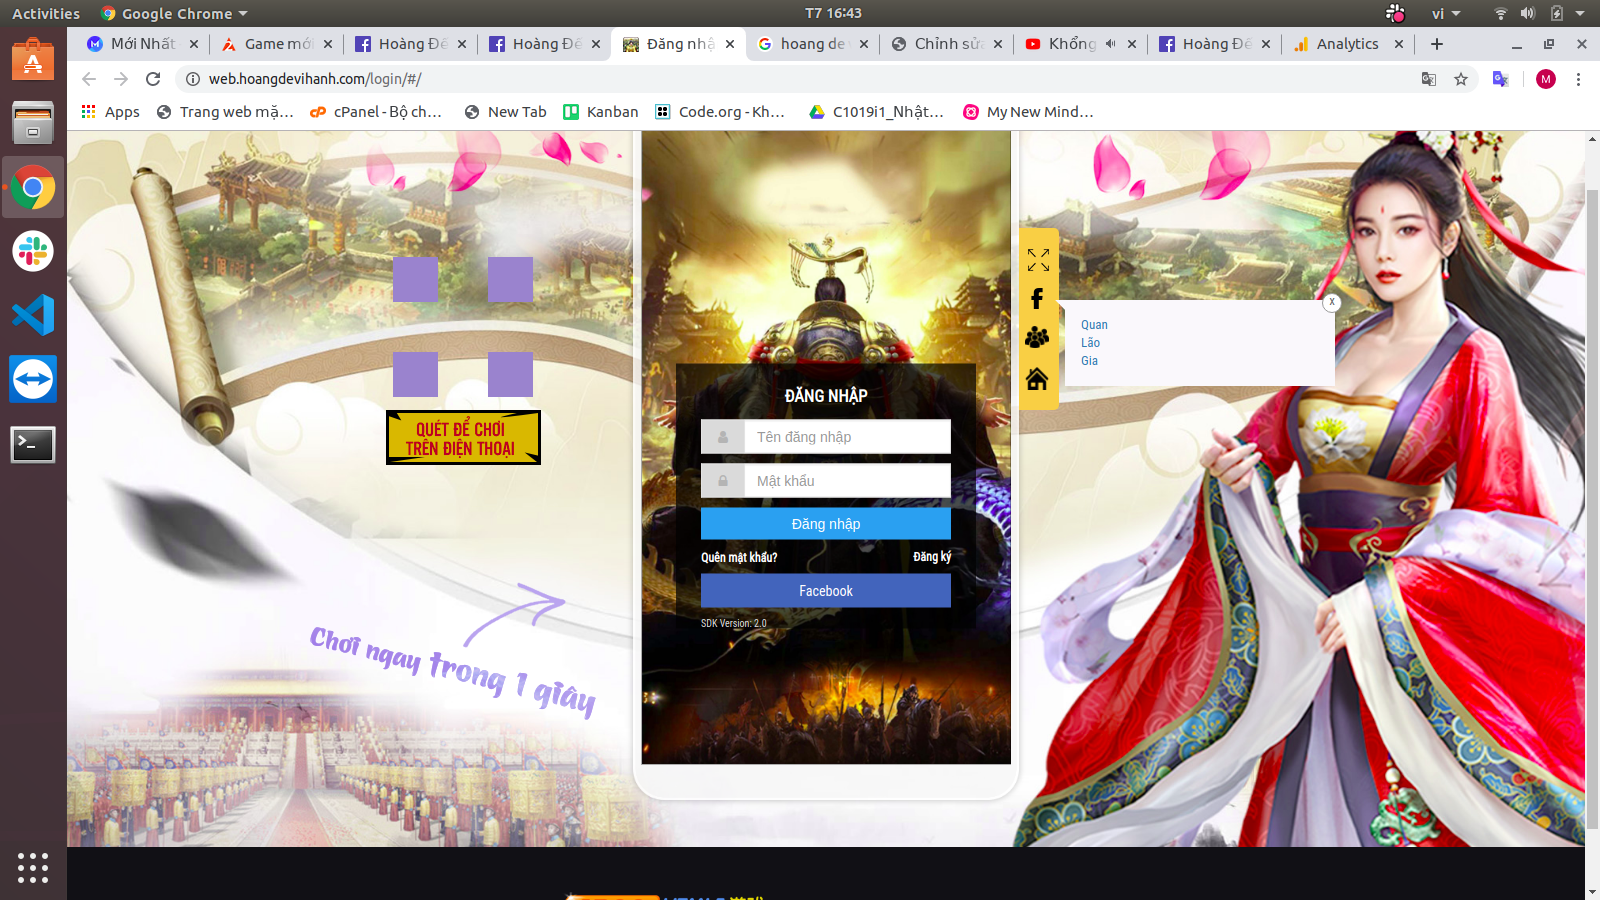 Activities
Google Chrome
T7 16:43
vi
Mới Nhất
Game mới
Hoàng Đế
Hoàng Đế
Đăng nhậ
hoang de
Chỉnh sử
Khổng
Hoàng Đế
Analytics
web.hoangdevihanh.com/login/#/
M
Apps
Trang web mặ...
cPanel - Bộ ch...
New Tab
Kanban
Code.org - Kh...
C1019i1_Nhật...
My New Mind...
QUÉT ĐỂ CHƠI
TRÊN ĐIỆN THOẠI
Chơi ngay trong 1 giây
ĐĂNG NHẬP
Tên đăng nhập
Mật khẩu
Đăng nhập
Quên mật khẩu?
Đăng ký
Facebook
SDK Version: 2.0
x
Quan
Lão
Gia